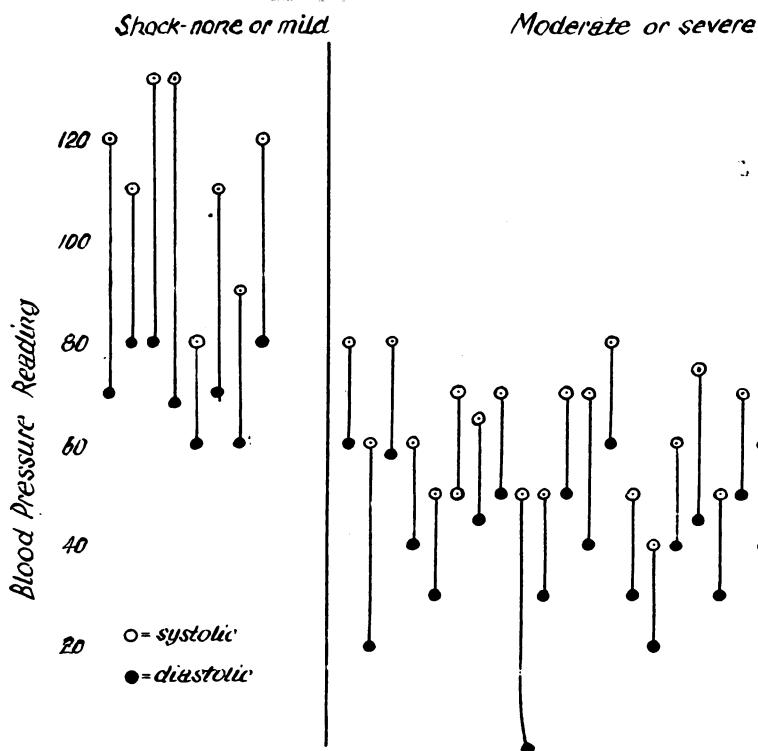 Shock-none or mild
Moderate or severe
120
100
80
60
40
20
Blood Pressure Reading
⊙ = systolic
● = diastolic